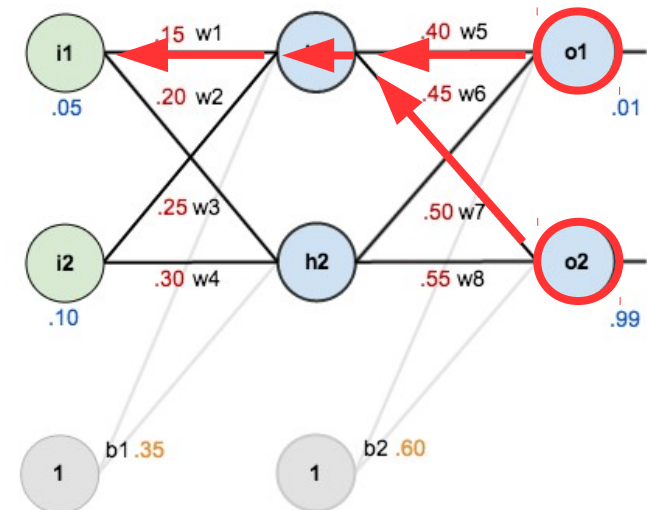 .15 w1
.40 w5
i1
o1
.05
.20 w2
.45 w6
.01
.25 w3
.50 w7
i2
h2
o2
.30 w4
.55 w8
.10
.99
b1 .35
b2 .60
1
1